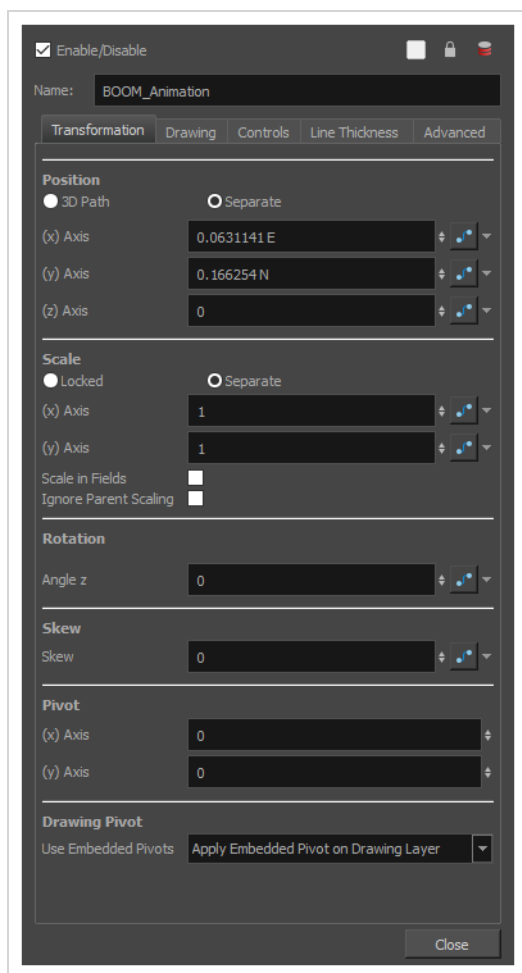 Enable/Disable
Name: BOOM_Animation
Transformation Drawing Controls Line Thickness Advanced
Position
3D Path Separate
(x) Axis 0.0631141 E
(y) Axis 0.166254 N
(z) Axis 0
Scale
Locked Separate
(x) Axis 1
(y) Axis 1
Scale in Fields
Ignore Parent Scaling
Rotation
Angle z 0
Skew
Skew 0
Pivot
(x) Axis 0
(y) Axis 0
Drawing Pivot
Use Embedded Pivots Apply Embedded Pivot on Drawing Layer
Close